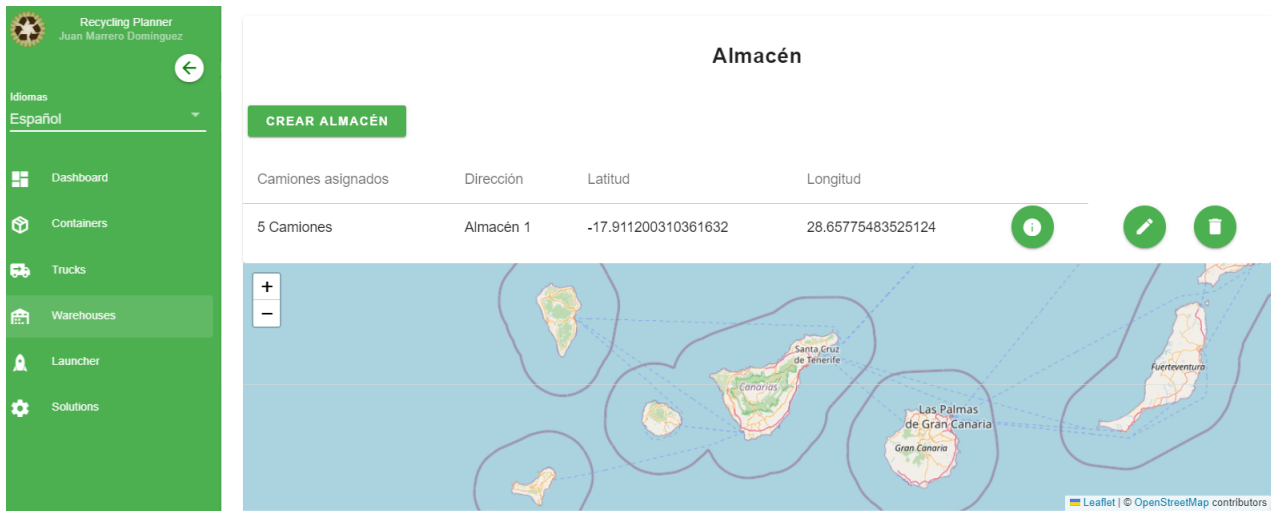 Recycling Planner
Juan Marrero Domínguez
Idiomas
Español
Dashboard
Containers
Trucks
Warehouses
Launcher
Solutions
Almacén
CREAR ALMACÉN
Camiones asignados Dirección Latitud Longitud
5 Camiones Almacén 1 -17.911200310361632 28.65775483525124
+
−
Santa Cruz
de Tenerife
Canarias
Fuerteventura
Las Palmas
de Gran Canaria
Gran Canaria
Leaflet | © OpenStreetMap contributors